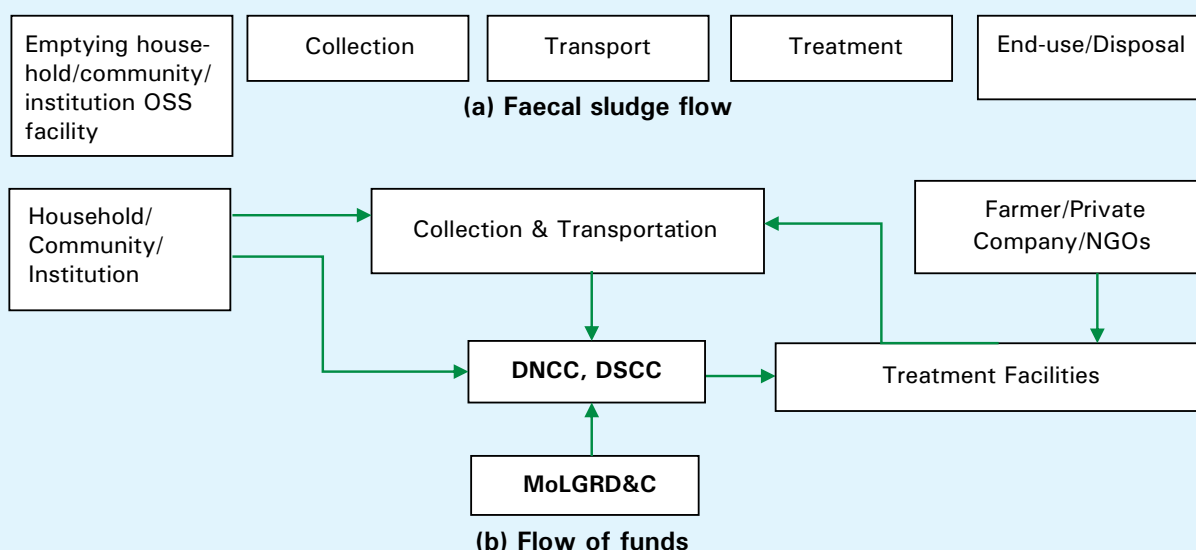 Emptying house-
hold/community/
institution OSS
facility
Collection
Transport
Treatment
End-use/Disposal
(a) Faecal sludge flow
Household/
Community/
Institution
Collection & Transportation
Farmer/Private
Company/NGOs
DNCC, DSCC
Treatment Facilities
MoLGRD&C
(b) Flow of funds